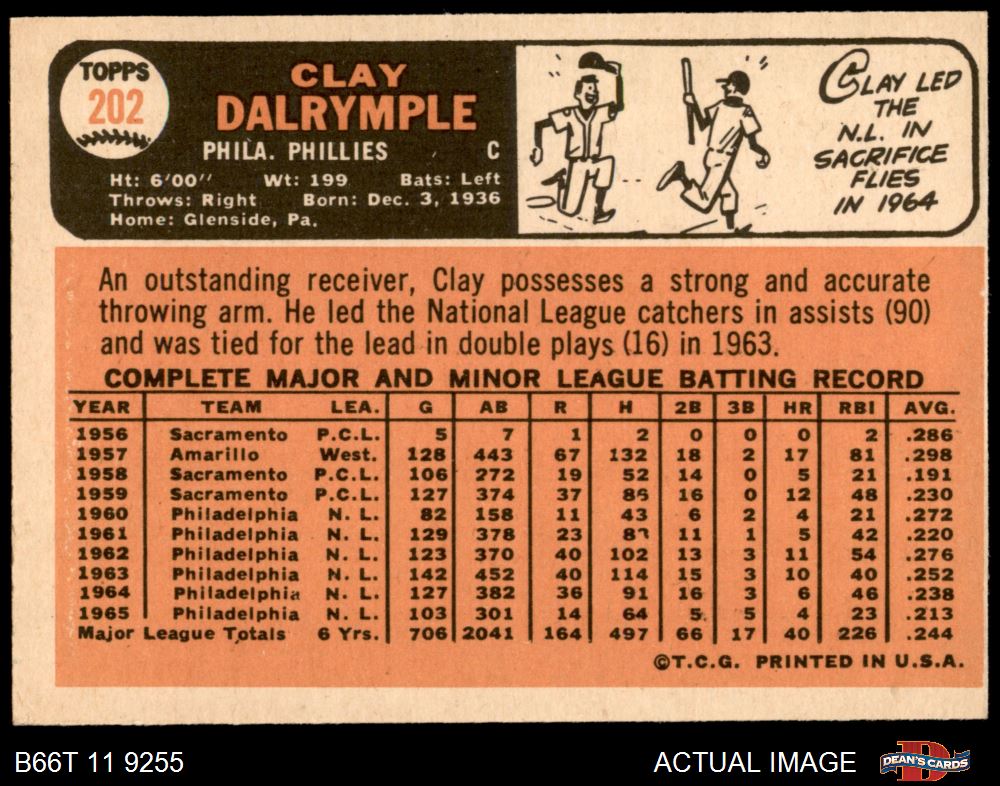 TOPPS
202
CLAY
DALRYMPLE
PHILA. PHILLIES C
Ht: 6'00" Wt: 199 Bats: Left
Throws: Right Born: Dec. 3, 1936
Home: Glenside, Pa.
CLAY LED
THE
N.L. IN
SACRIFICE
FLIES
IN 1964
An outstanding receiver, Clay possesses a strong and accurate
throwing arm. He led the National League catchers in assists (90)
and was tied for the lead in double plays (16) in 1963.
COMPLETE MAJOR AND MINOR LEAGUE BATTING RECORD
YEAR TEAM LEA. G AB R H 2B 3B HR RBI AVG.
1956 Sacramento P.C.L. 5 7 1 2 0 0 0 2 .286
1957 Amarillo West. 128 443 67 132 18 2 17 81 .298
1958 Sacramento P.C.L. 106 272 19 52 14 0 5 21 .191
1959 Sacramento P.C.L. 127 374 37 86 16 0 12 48 .230
1960 Philadelphia N. L. 82 158 11 43 6 2 4 21 .272
1961 Philadelphia N. L. 129 378 23 11 1 5 42 .220
1962 Philadelphia N. L. 123 370 40 102 13 3 11 54 .276
1963 Philadelphia N. L. 142 452 40 114 15 3 10 40 .252
1964 Philadelphia N. L. 127 382 36 91 16 3 6 46 .238
1965 Philadelphia N. L. 103 301 14 64 5 5 4 23 .213
Major League Totals 6 Yrs. 706 2041 164 497 66 17 40 226 .244
©T.C.G. PRINTED IN U.S.A.
B66T 11 9255 ACTUAL IMAGE
D
DEAN'S CARDS